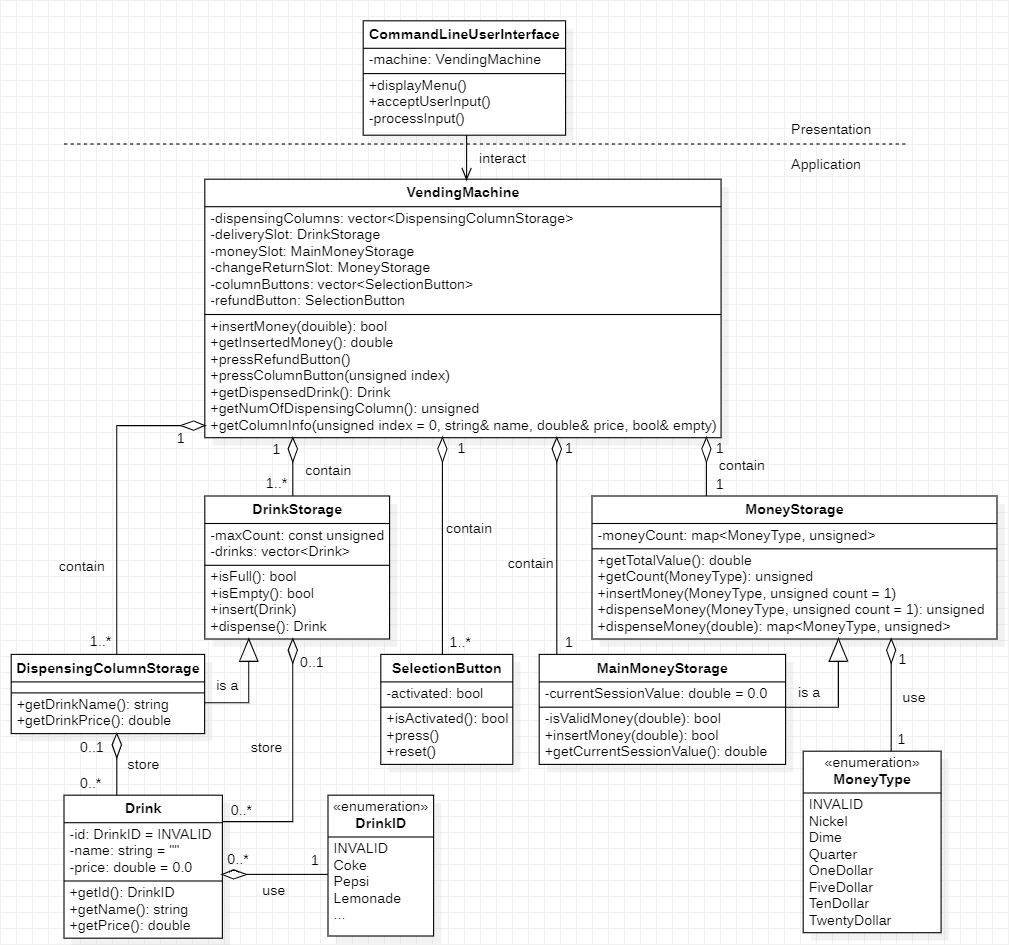 CommandLineUserInterface
-machine: VendingMachine
+displayMenu()
+acceptUserInput()
-processInput()
Presentation
interact
Application
VendingMachine
-dispensingColumns: vector<DispensingColumnStorage>
-deliverySlot: DrinkStorage
-moneySlot: MainMoneyStorage
-changeReturnSlot: MoneyStorage
-columnButtons: vector<SelectionButton>
-refundButton: SelectionButton
+insertMoney(douible): bool
+getInsertedMoney(): double
+pressRefundButton()
+pressColumnButton(unsigned index)
+getDispensedDrink(): Drink
+getNumOfDispensingColumn(): unsigned
+getColumnInfo(unsigned index = 0, string& name, double& price, bool& empty)
1
contain
1..*
1
contain
1..*
1
contain
1..*
1
contain
1
1
contain
1
DrinkStorage
-maxCount: const unsigned
-drinks: vector<Drink>
+isFull(): bool
+isEmpty(): bool
+insert(Drink)
+dispense(): Drink
MoneyStorage
-moneyCount: map<MoneyType, unsigned>
+getTotalValue(): double
+getCount(MoneyType): unsigned
+insertMoney(MoneyType, unsigned count = 1)
+dispenseMoney(MoneyType, unsigned count = 1): unsigned
+dispenseMoney(double): map<MoneyType, unsigned>
DispensingColumnStorage
+getDrinkName(): string
+getDrinkPrice(): double
is a
0..1
store
0..*
SelectionButton
-activated: bool
+isActivated(): bool
+press()
+reset()
MainMoneyStorage
-currentSessionValue: double = 0.0
-isValidMoney(double): bool
+insertMoney(double): bool
+getCurrentSessionValue(): double
is a
1
use
1
0..1
store
0..*
Drink
-id: DrinkID = INVALID
-name: string = ""
-price: double = 0.0
+getId(): DrinkID
+getName(): string
+getPrice(): double
0..*
use
1
«enumeration»
DrinkID
INVALID
Coke
Pepsi
Lemonade
...
«enumeration»
MoneyType
INVALID
Nickel
Dime
Quarter
OneDollar
FiveDollar
TenDollar
TwentyDollar